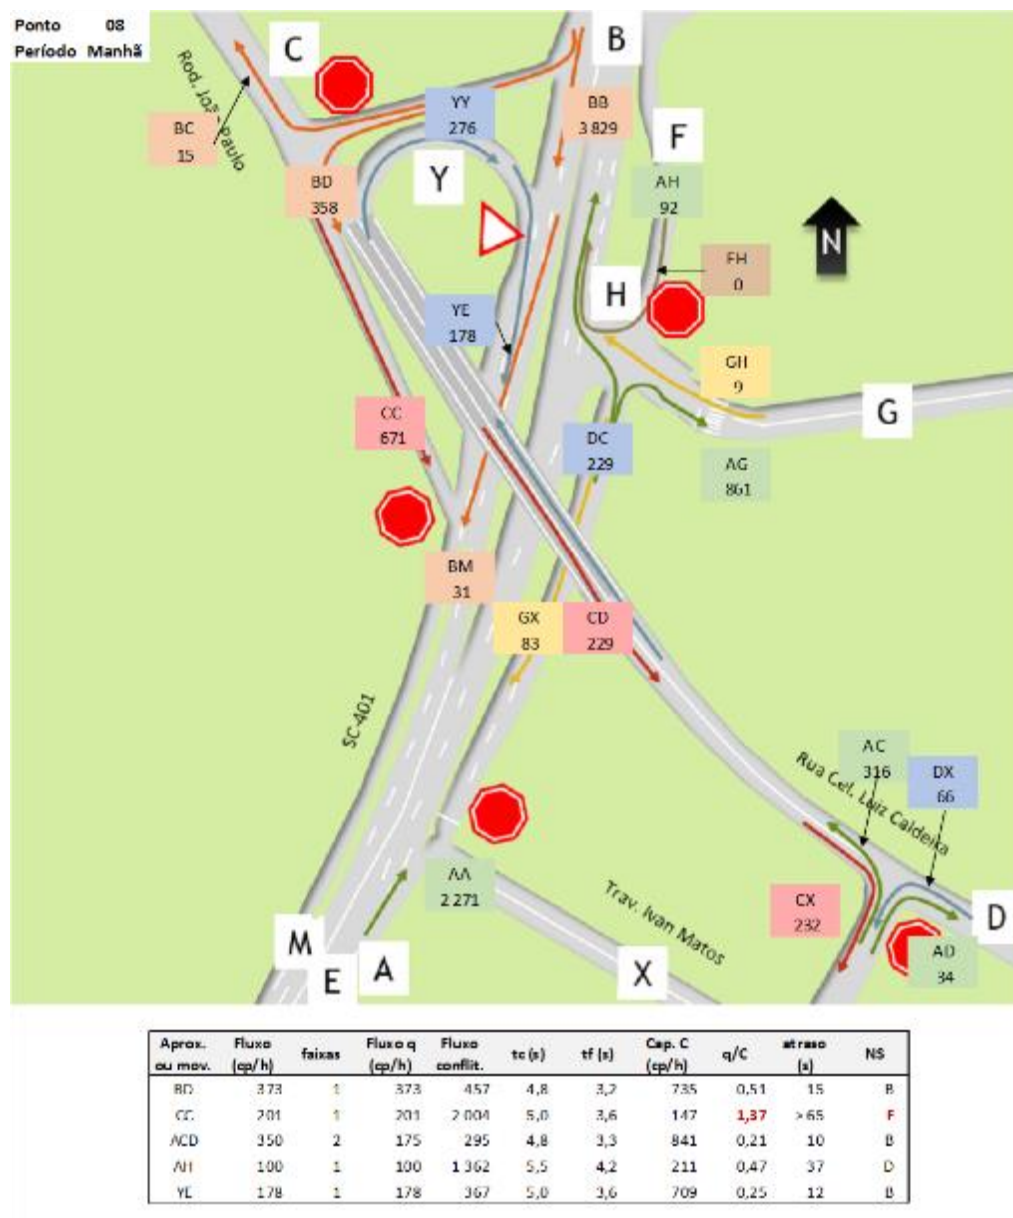 Ponto 08
Período Manhã
C
B
Rod. João Paulo
YY
276
BB
3 829
BC
15
F
Y
BD
358
AH
92
N
FH
0
H
YE
178
GH
9
CC
671
DC
229
G
AG
861
BM
31
GX
83
CD
229
SC-401
AC
316
DX
66
Rua Cel. Luiz Caldeira
AA
2 271
CX
232
Trav. Ivan Matos
D
AD
34
M
E
A
X
Aprox. ou mov. Fluxo (cp/h) faixas Fluxo q (cp/h) Fluxo conflit. tc (s) tf (s) Cap. C (cp/h) q/C atraso (s) NS
BD 373 1 373 457 4,8 3,2 735 0,51 15 B
CC 201 1 201 2 004 5,0 3,6 147 1,37 >65 F
ACD 350 2 175 295 4,8 3,3 841 0,21 10 B
AH 100 1 100 1 362 5,5 4,2 211 0,47 37 D
YE 178 1 178 367 5,0 3,6 709 0,25 12 B